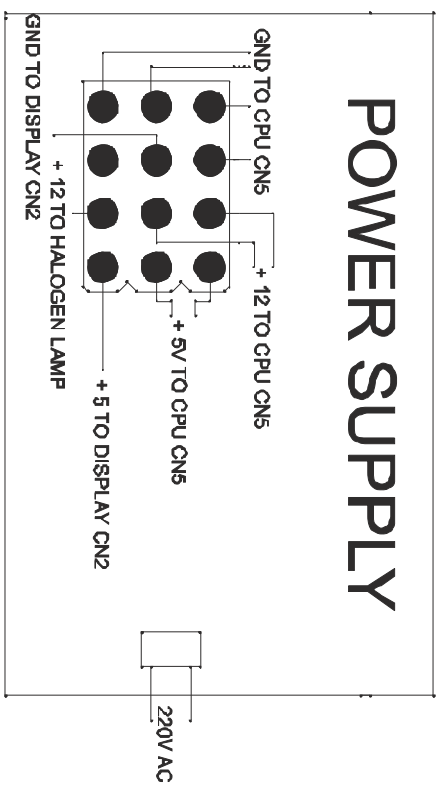 POWER SUPPLY
GND TO CPU CN5
+ 12 TO CPU CN5
+ 5V TO CPU CN5
+ 5 TO DISPLAY CN2
+ 12 TO HALOGEN LAMP
GND TO DISPLAY CN2
220V AC